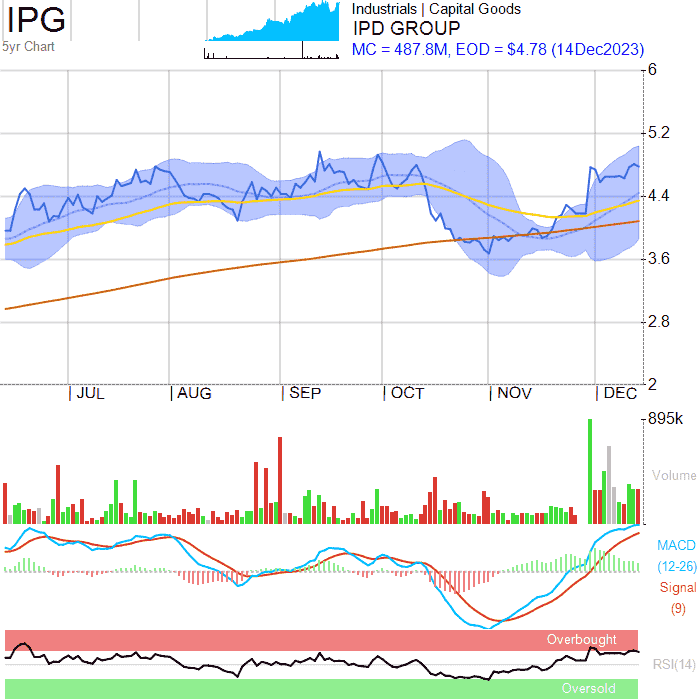 IPG
5yr Chart
Industrials | Capital Goods
IPD GROUP
MC = 487.8M, EOD = $4.78 (14Dec2023)
6
5.2
4.4
3.6
2.8
2
JUL AUG SEP OCT NOV DEC
895k
Volume
MACD
(12-26)
Signal
(9)
Overbought
RSI(14)
Oversold